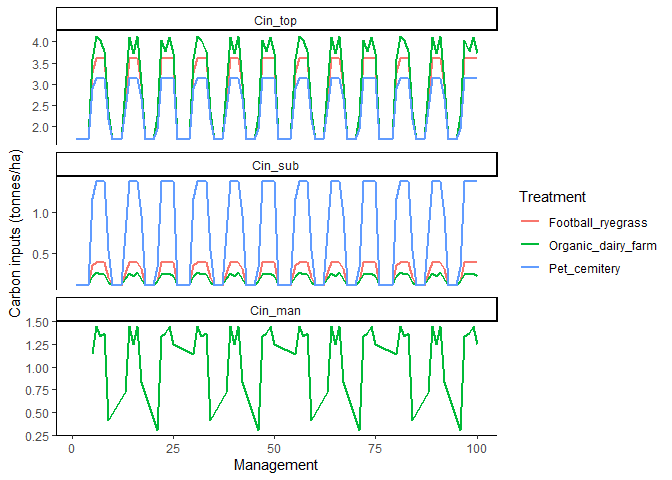 Cin_top
4.0
3.5
3.0
2.5
2.0
Cin_sub
1.0
0.5
Cin_man
1.50
1.25
1.00
0.75
0.50
0.25
0 25 50 75 100
Management
Carbon inputs (tonnes/ha)
Treatment
Football_ryegrass
Organic_dairy_farm
Pet_cemitery